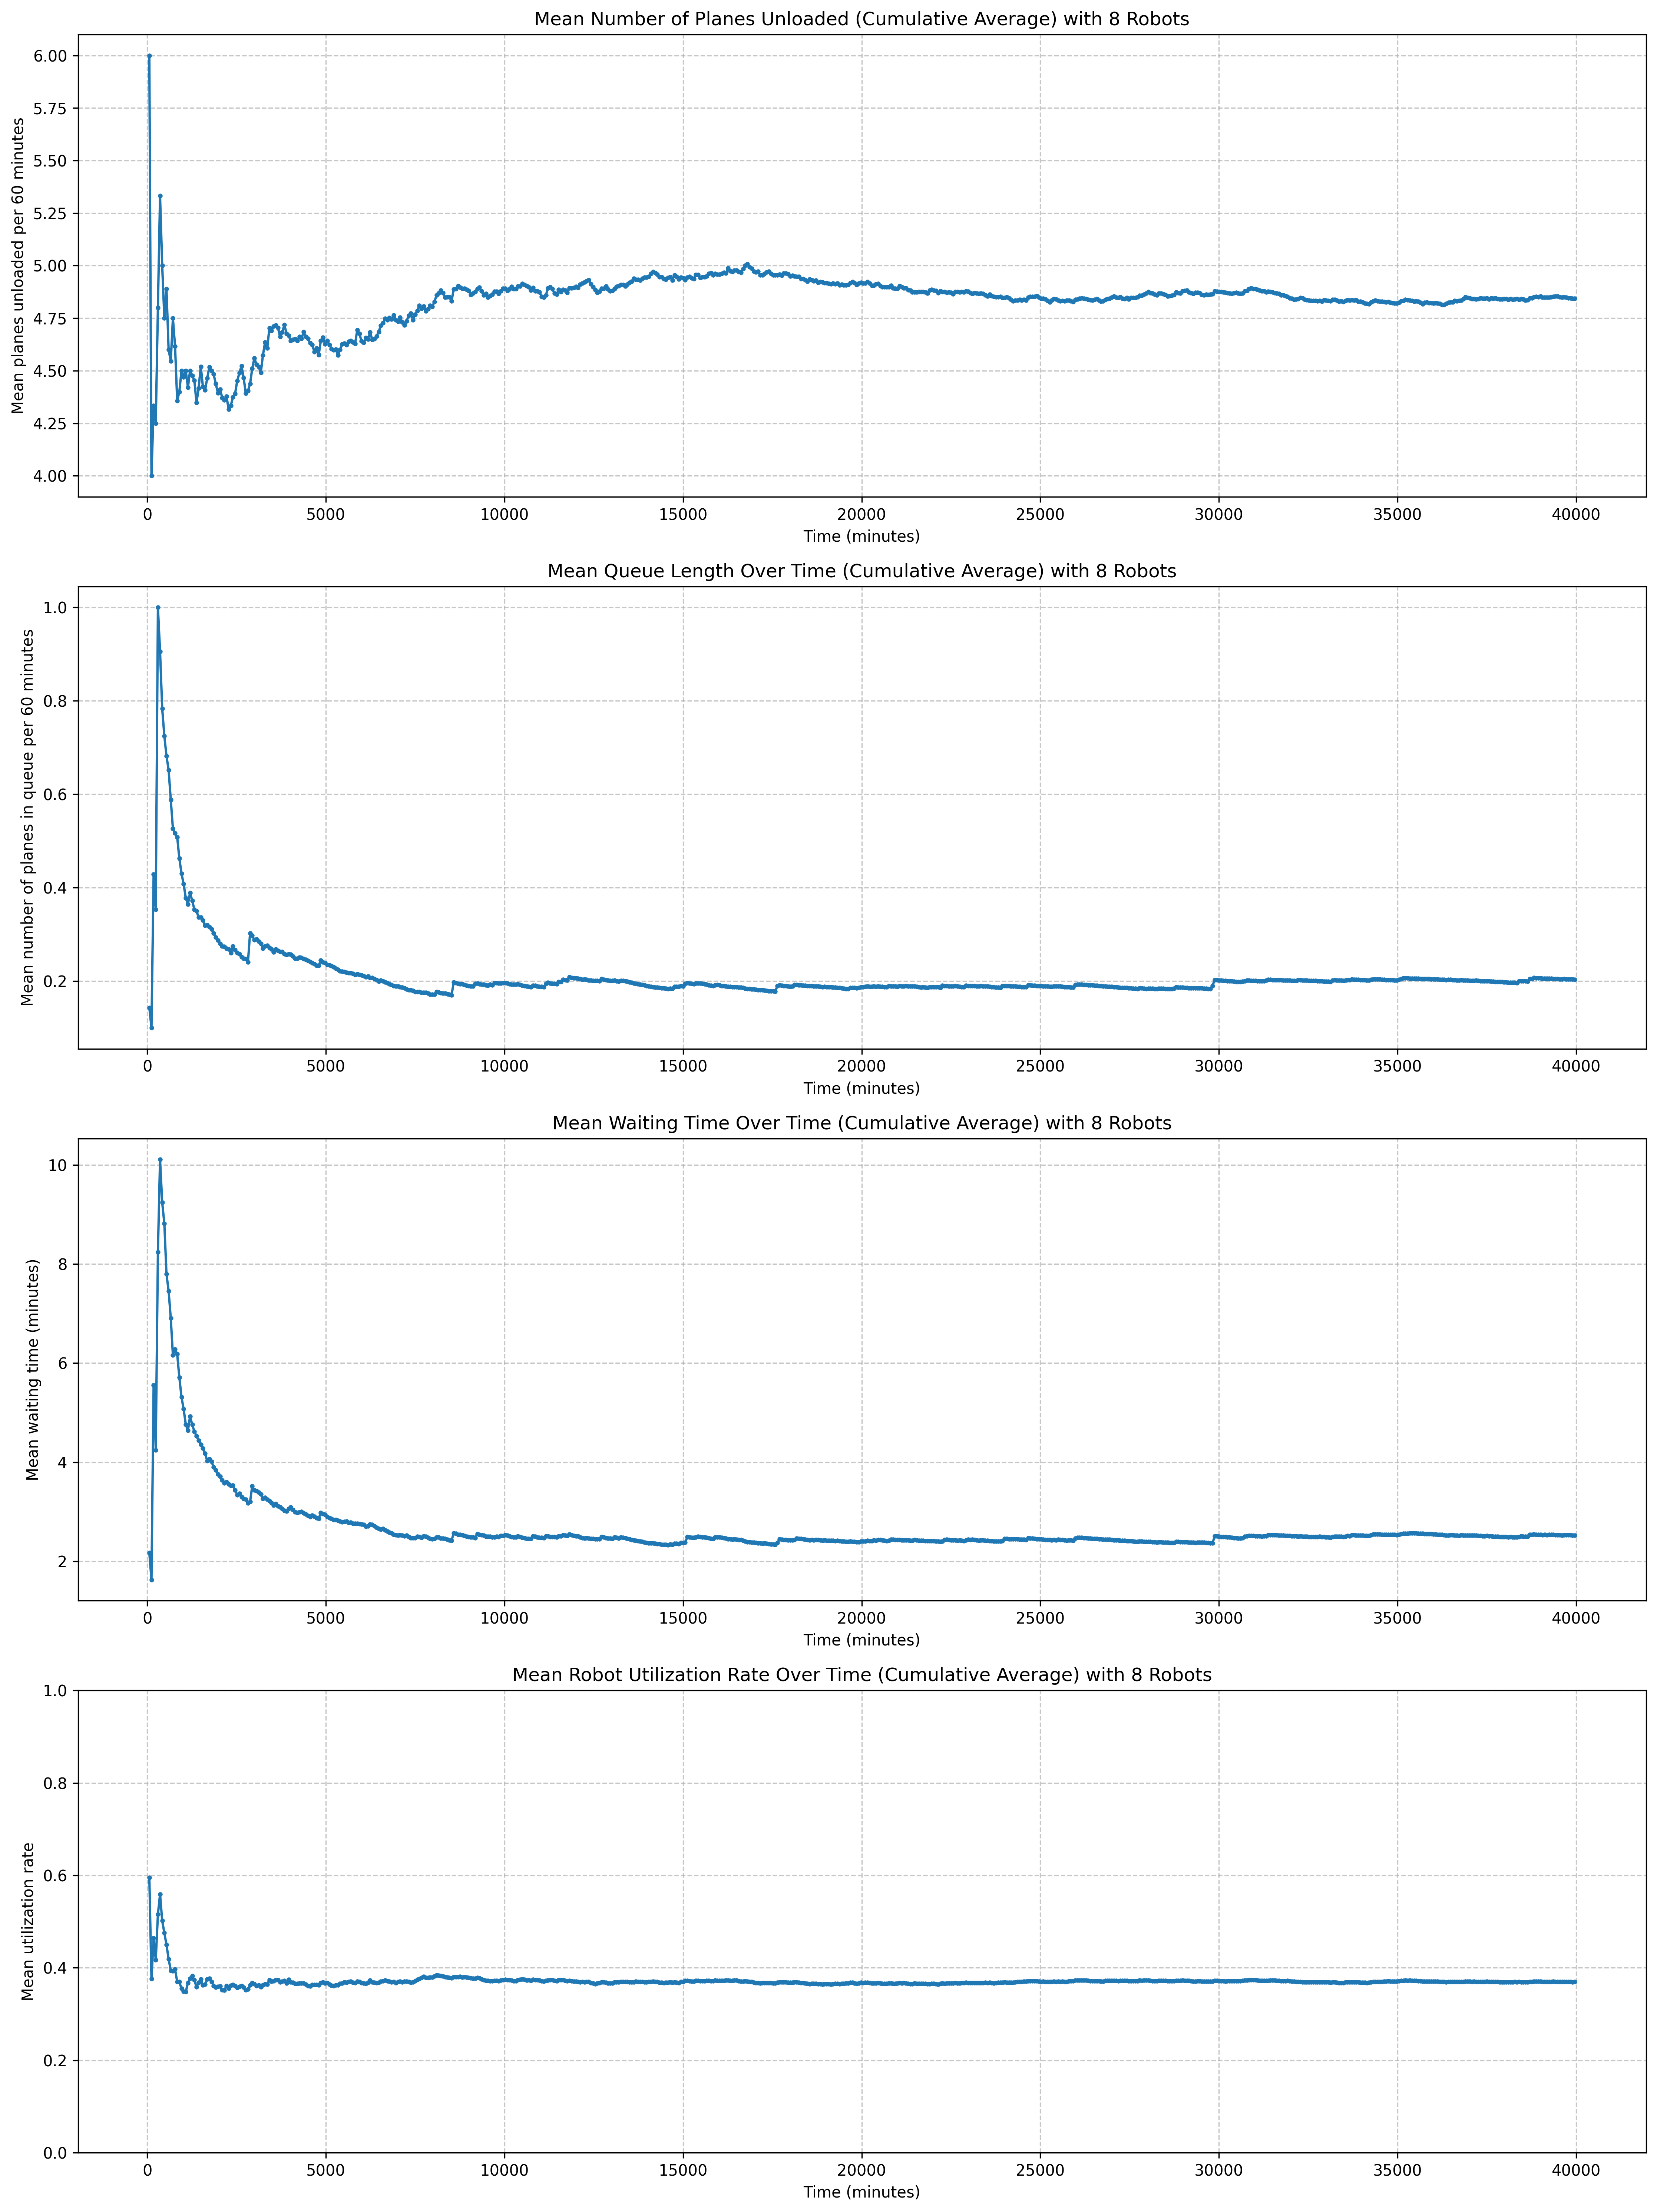 Mean Number of Planes Unloaded (Cumulative Average) with 8 Robots
Mean planes unloaded per 60 minutes
6.00
5.75
5.50
5.25
5.00
4.75
4.50
4.25
4.00
0 5000 10000 15000 20000 25000 30000 35000 40000
Time (minutes)
Mean Queue Length Over Time (Cumulative Average) with 8 Robots
Mean number of planes in queue per 60 minutes
1.0
0.8
0.6
0.4
0.2
0 5000 10000 15000 20000 25000 30000 35000 40000
Time (minutes)
Mean Waiting Time Over Time (Cumulative Average) with 8 Robots
Mean waiting time (minutes)
10
8
6
4
2
0 5000 10000 15000 20000 25000 30000 35000 40000
Time (minutes)
Mean Robot Utilization Rate Over Time (Cumulative Average) with 8 Robots
Mean utilization rate
1.0
0.8
0.6
0.4
0.2
0.0
0 5000 10000 15000 20000 25000 30000 35000 40000
Time (minutes)